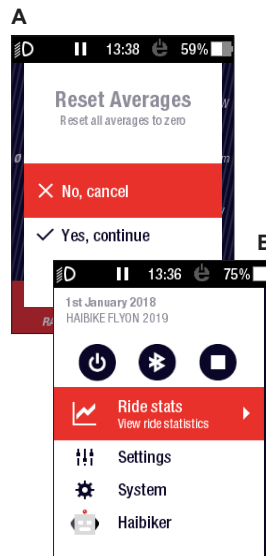 A
13:38 59%
Reset Averages
Reset all averages to zero
No, cancel
Yes, continue
13:36 75%
1st January 2018
HAIBIKE FLYON 2019
Ride stats
View ride statistics
Settings
System
Haibiker